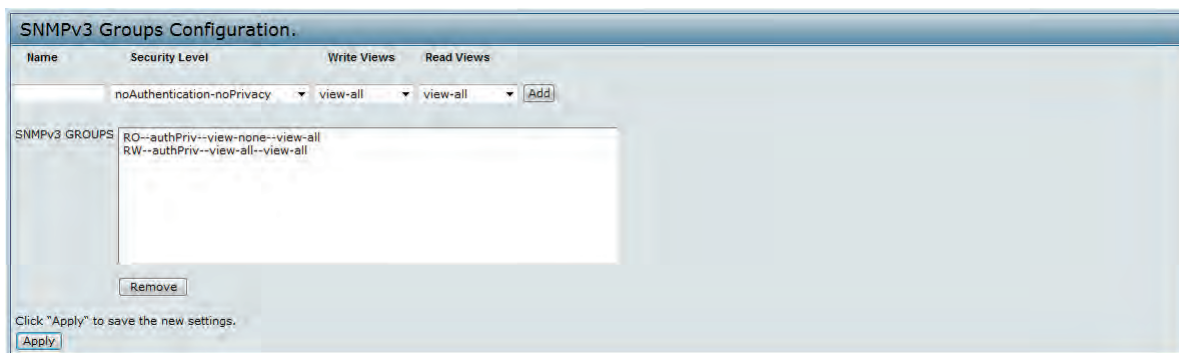 SNMPv3 Groups Configuration.
Name Security Level Write Views Read Views
noAuthentication-noPrivacy view-all view-all Add
SNMPv3 GROUPS
RO--authPriv--view-none--view-all
RW--authPriv--view-all--view-all
Remove
Click "Apply" to save the new settings.
Apply